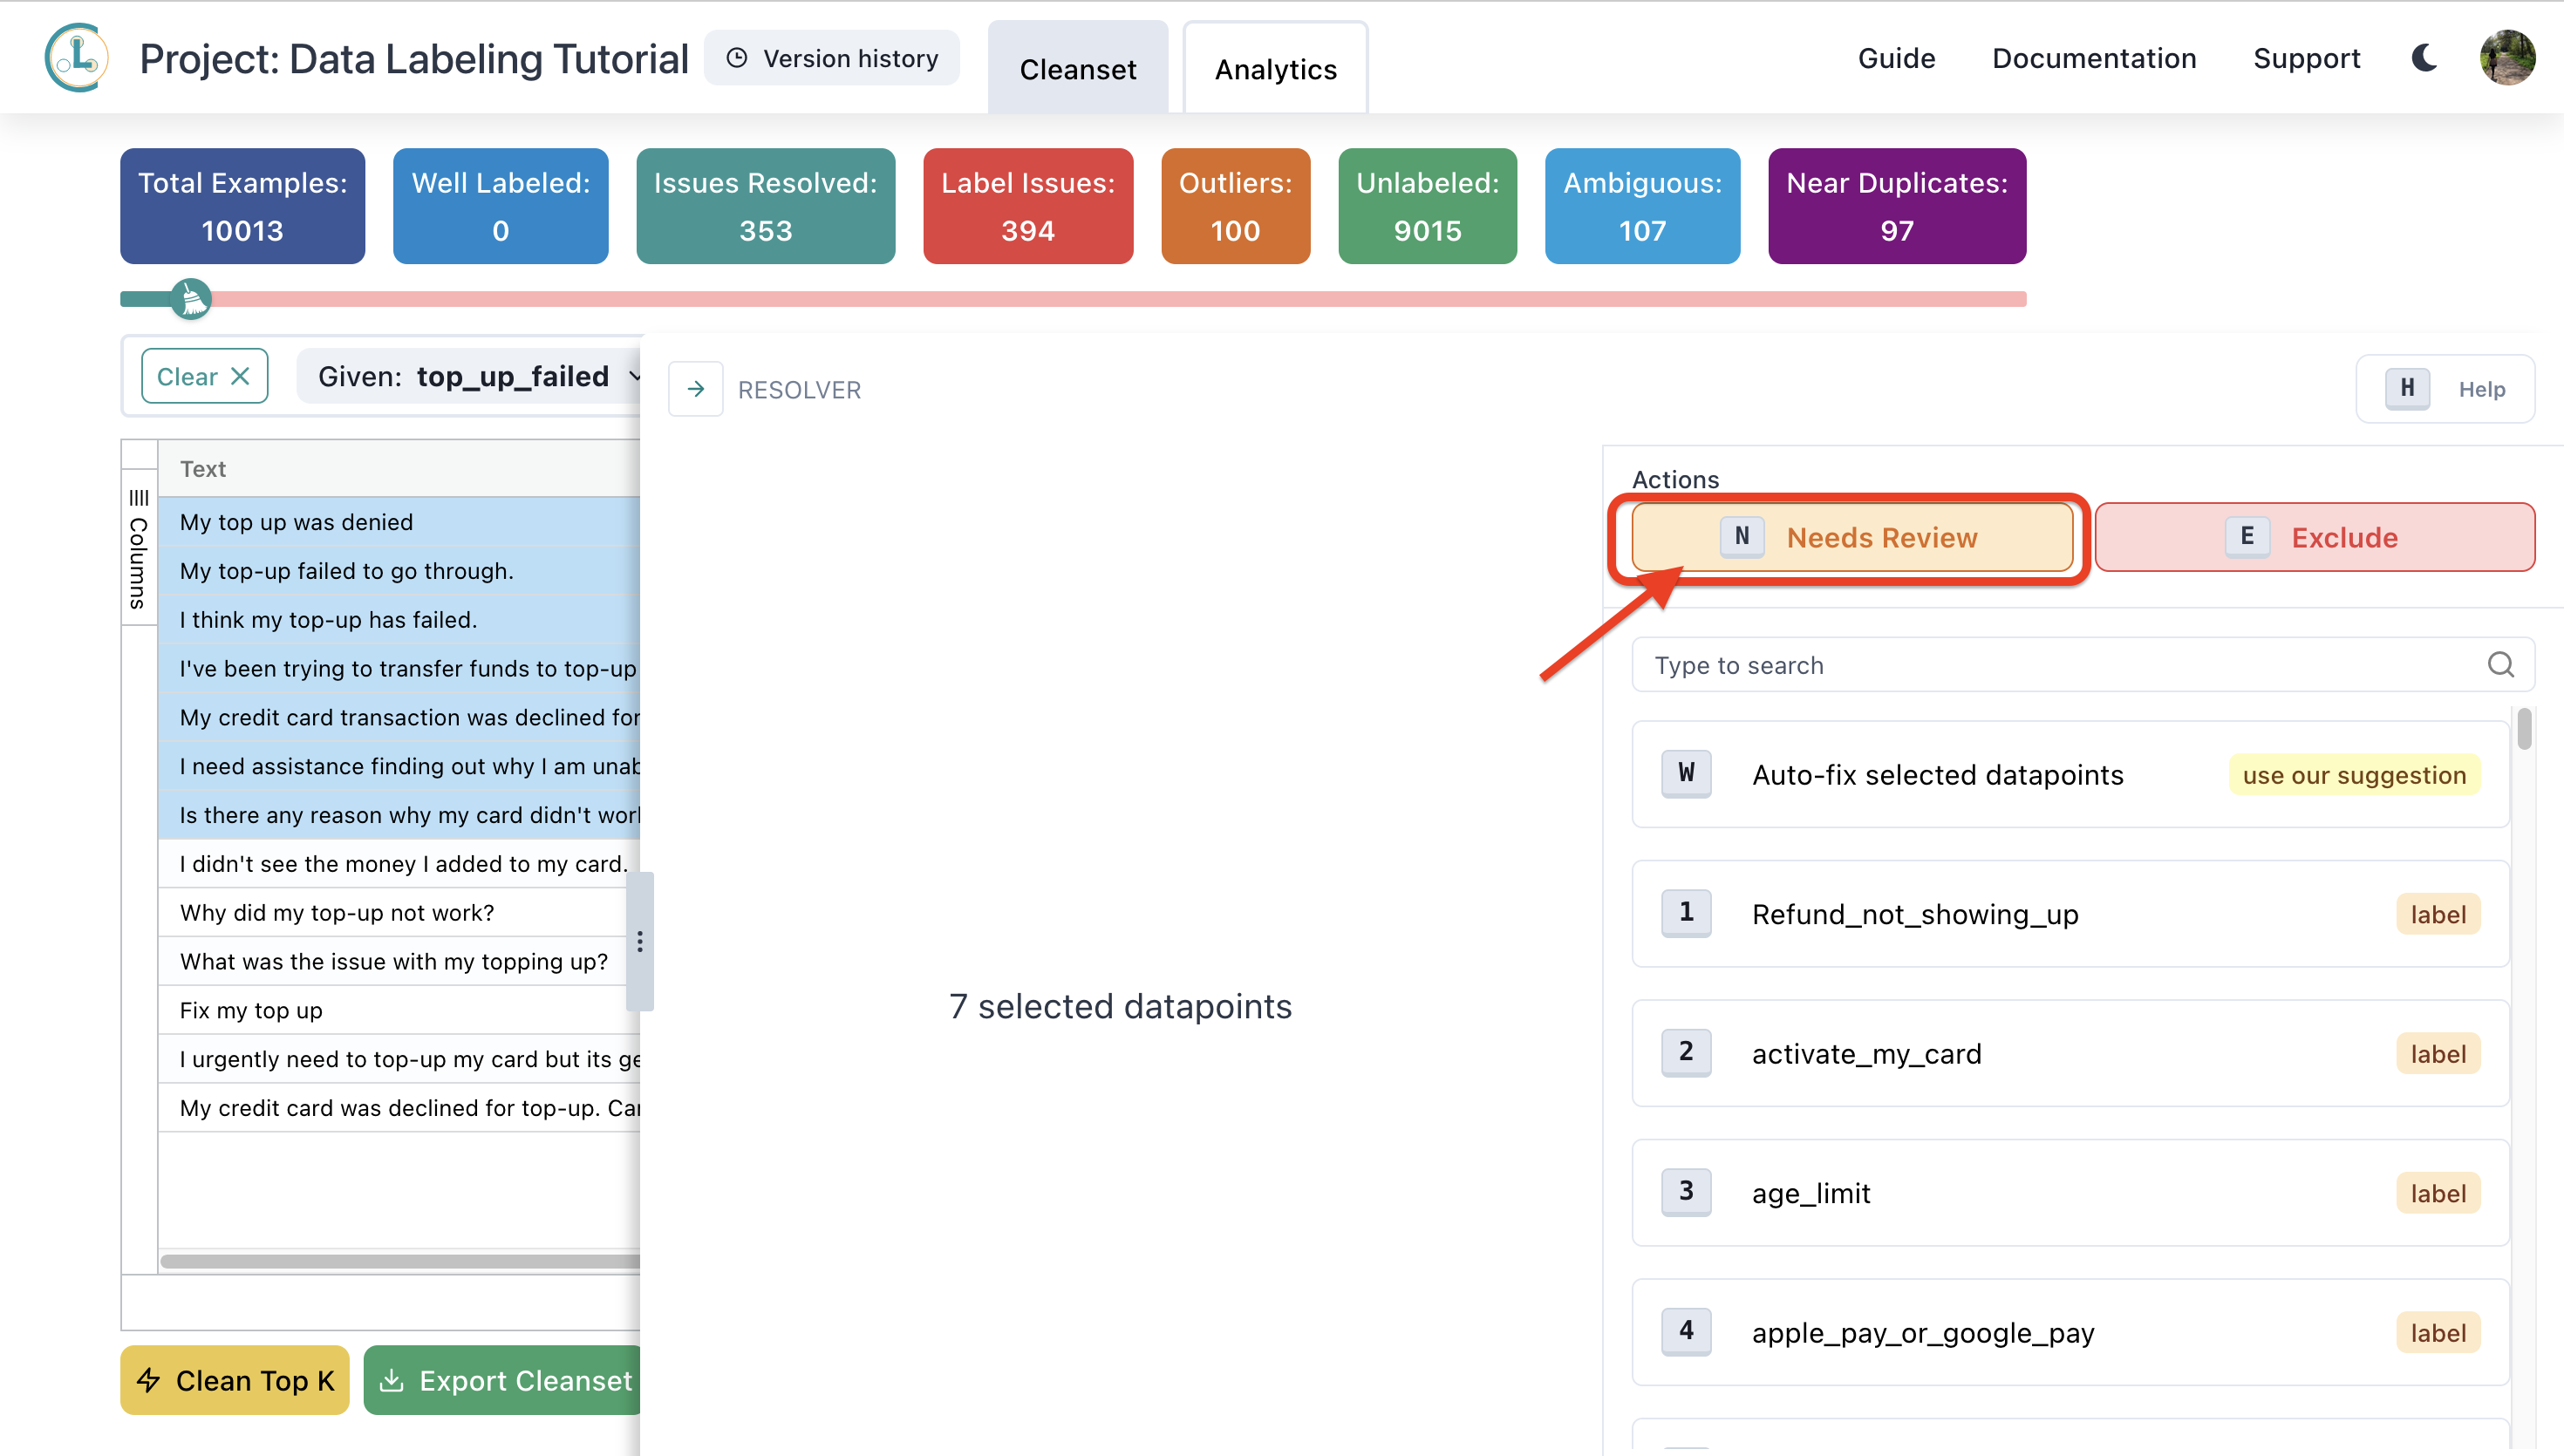 Project: Data Labeling Tutorial
Version history
Cleanset
Analytics
Guide
Documentation
Support
Total Examples:
10013
Well Labeled:
0
Issues Resolved:
353
Label Issues:
394
Outliers:
100
Unlabeled:
9015
Ambiguous:
107
Near Duplicates:
97
Clear
Given: top_up_failed
RESOLVER
H Help
Columns
Text
My top up was denied
My top-up failed to go through.
I think my top-up has failed.
I've been trying to transfer funds to top-up
My credit card transaction was declined for
I need assistance finding out why I am
Is there any reason why my card didn't
I didn't see the money I added to my card.
Why did my top-up not work?
What was the issue with my topping up?
Fix my top up
I urgently need to top-up my card but its
My credit card was declined for top-up.
7 selected datapoints
Actions
N Needs Review
E Exclude
Type to search
W Auto-fix selected datapoints use our suggestion
1 Refund_not_showing_up label
2 activate_my_card label
3 age_limit label
4 apple_pay_or_google_pay label
Clean Top K
Export Cleanset